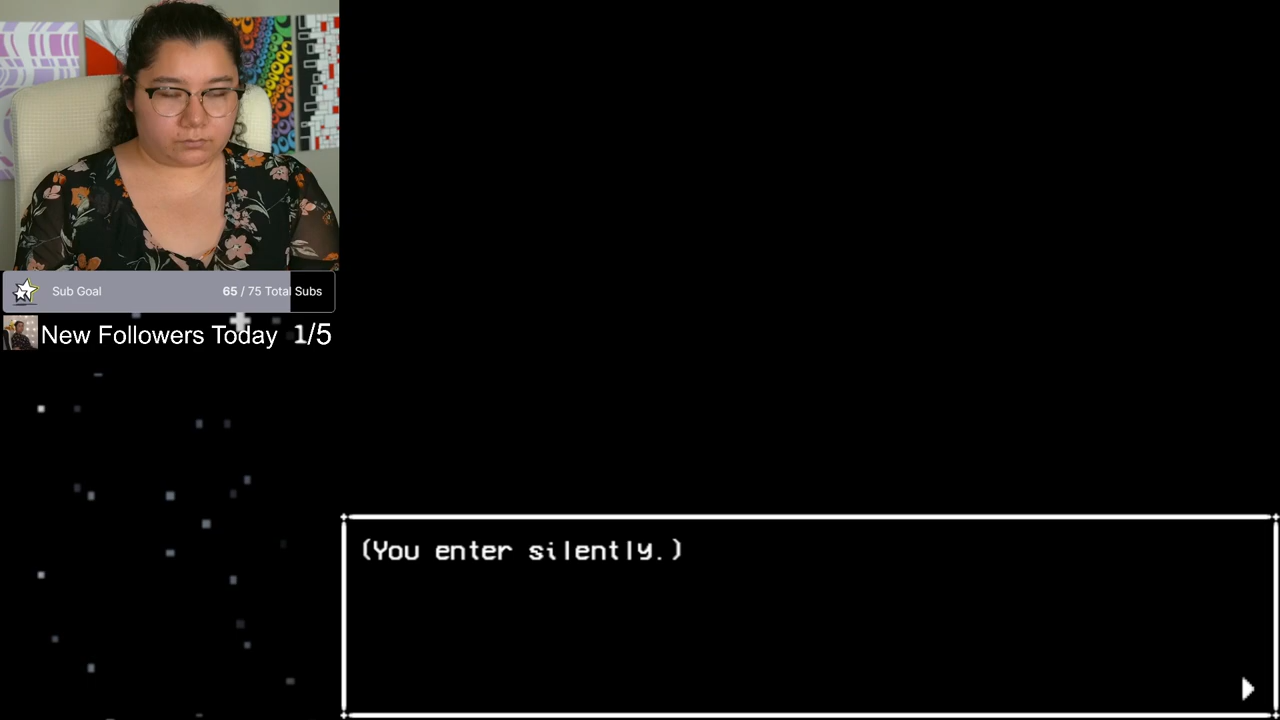 Sub Goal 65 / 75 Total Subs
New Followers Today 1/5
(You enter silently.)